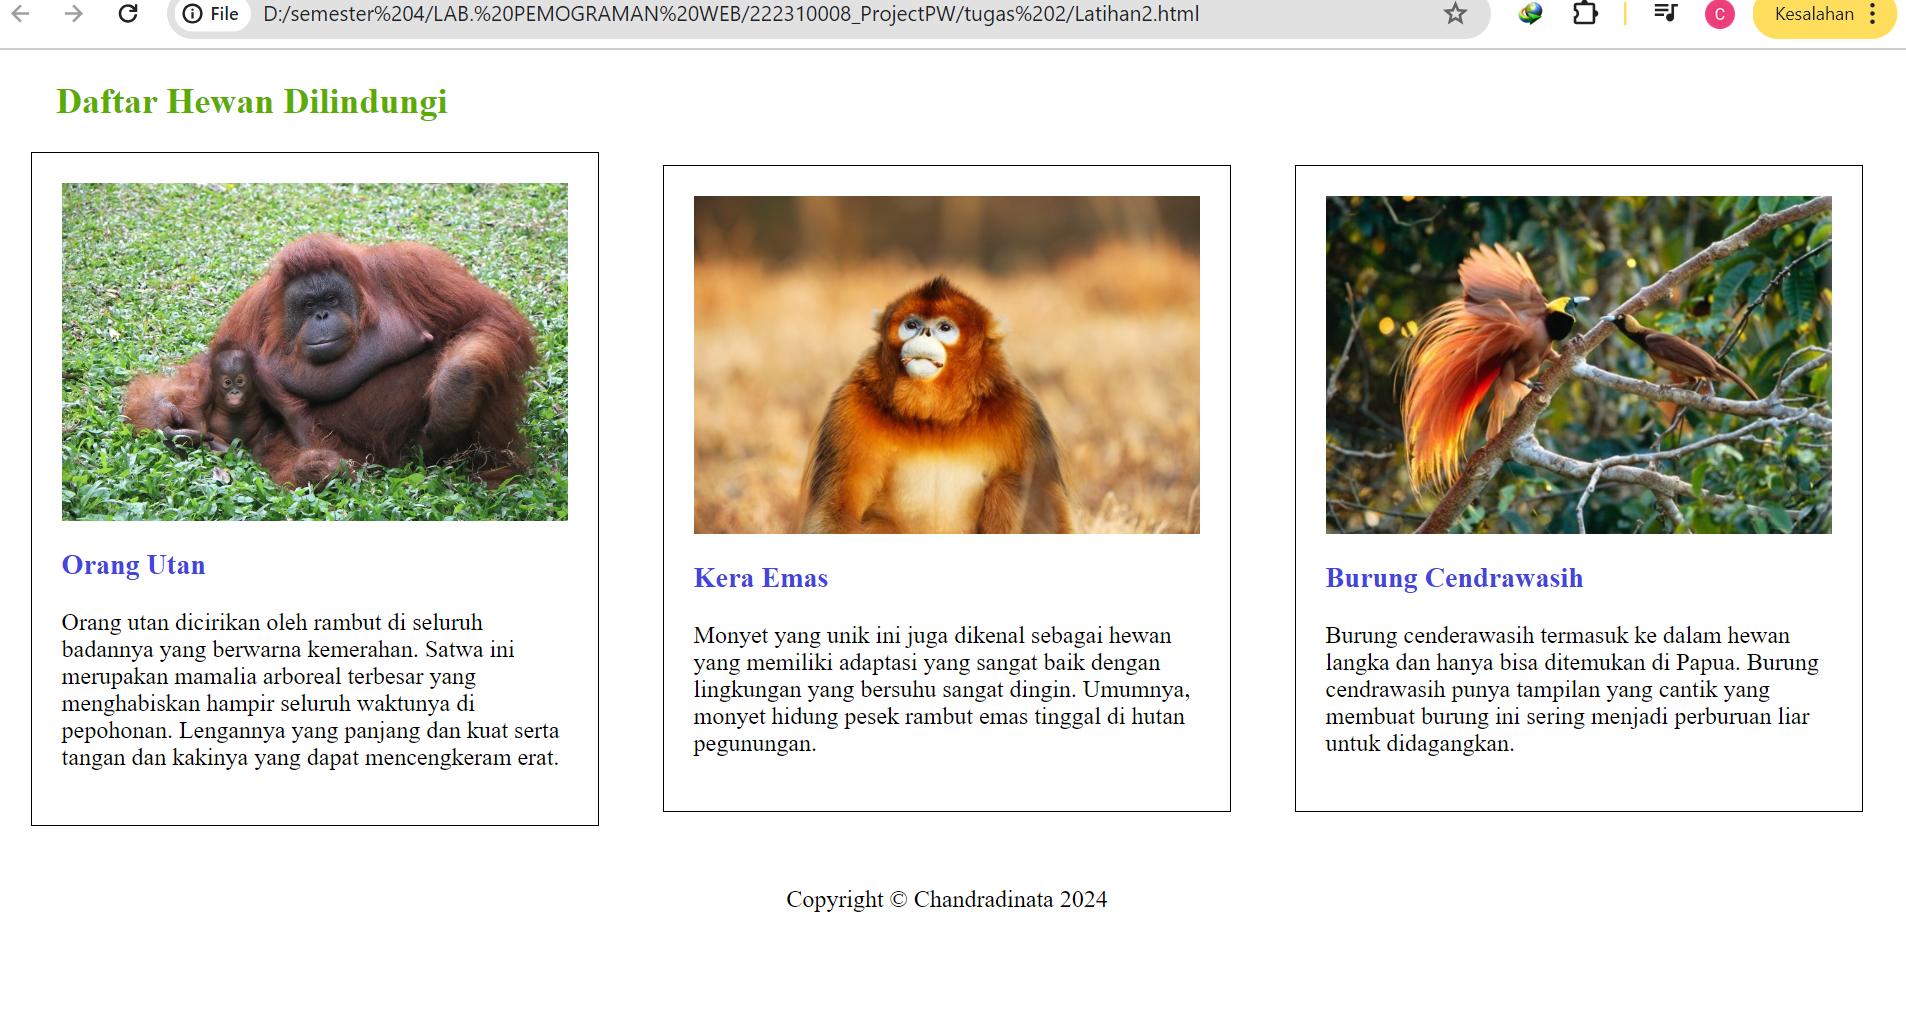 File D:/semester%204/LAB.%20PEMOGRAMAN%20WEB/222310008_ProjectPW/tugas%202/Latihan2.html C Kesalahan
Daftar Hewan Dilindungi
Orang Utan
Orang utan dicirikan oleh rambut di seluruh
badannya yang berwarna kemerahan. Satwa ini
merupakan mamalia arboreal terbesar yang
menghabiskan hampir seluruh waktunya di
pepohonan. Lengannya yang panjang dan kuat serta
tangan dan kakinya yang dapat mencengkeram erat.
Kera Emas
Monyet yang unik ini juga dikenal sebagai hewan
yang memiliki adaptasi yang sangat baik dengan
lingkungan yang bersuhu sangat dingin. Umumnya,
monyet hidung pesek rambut emas tinggal di hutan
pegunungan.
Burung Cendrawasih
Burung cenderawasih termasuk ke dalam hewan
langka dan hanya bisa ditemukan di Papua. Burung
cendrawasih punya tampilan yang cantik yang
membuat burung ini sering menjadi perburuan liar
untuk didagangkan.
Copyright © Chandradinata 2024